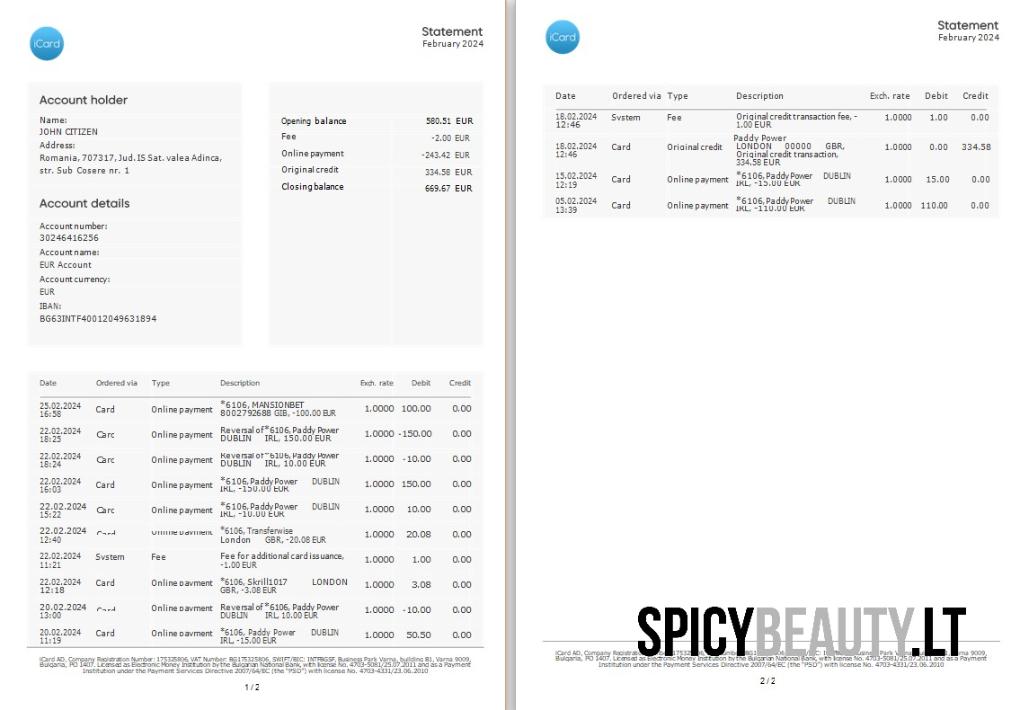 iCard
Statement
February 2024
Account holder
Name:
JOHN CITIZEN
Address:
Romania, 707317, Jud.IS Sat. valea Adinca,
str. Sub Cosere nr. 1
Account details
Account number:
30246416256
Account name:
EUR Account
Account currency:
EUR
IBAN:
BG63INTF40012049631894
Opening balance 580.51 EUR
Fee -2.00 EUR
Online payment -243.42 EUR
Original credit 334.58 EUR
Closing balance 669.67 EUR
Date Ordered via Type Description Exch. rate Debit Credit
25.02.2024 16:58 Card Online payment *6106, MANSIONBET 8002792688 GIB, -100.00 EUR 1.0000 100.00 0.00
22.02.2024 18:25 Carc Online payment Reversal of *6106, Paddy Power DUBLIN IRL, 150.00 EUR 1.0000 -150.00 0.00
22.02.2024 18:24 Carc Online payment Reversal of *6106, Paddy Power DUBLIN IRL, 10.00 EUR 1.0000 -10.00 0.00
22.02.2024 16:03 Card Online payment *6106, Paddy Power DUBLIN IRL, -150.00 EUR 1.0000 150.00 0.00
22.02.2024 15:22 Carc Online payment *6106, Paddy Power DUBLIN IRL, -10.00 EUR 1.0000 10.00 0.00
22.02.2024 12:40 Card Online payment *6106, Transferwise London GBR, -20.08 EUR 1.0000 20.08 0.00
22.02.2024 11:21 System Fee Fee for additional card issuance, -1.00 EUR 1.0000 1.00 0.00
22.02.2024 12:18 Card Online payment *6106, Skrill1017 LONDON GBR, -3.08 EUR 1.0000 3.08 0.00
20.02.2024 13:00 Card Online payment Reversal of *6106, Paddy Power DUBLIN IRL, 10.00 EUR 1.0000 -10.00 0.00
20.02.2024 11:19 Card Online payment *6106, Paddy Power DUBLIN IRL, -15.00 EUR 1.0000 50.50 0.00
iCard AD, Company Registration Number: 175325806, VAT Number: BG175325806, SWIFT/BIC: INTFBGSF, Business Park Varna, building B1, Varna 9009,
Bulgaria, PO 1407. Licensed as Electronic Money Institution by the Bulgarian National Bank, with license No. 4703-5081/25.07.2011 and as a Payment
Institution under the Payment Services Directive 2007/64/EC (the "PSD") with license No. 4703-4331/23.06.2010
1 / 2
iCard
Statement
February 2024
Date Ordered via Type Description Exch. rate Debit Credit
18.02.2024 12:46 System Fee Original credit transaction fee, -1.00 EUR 1.0000 1.00 0.00
18.02.2024 12:46 Card Original credit Paddy Power LONDON 00000 GBR, Original credit transaction, 334.58 EUR 1.0000 0.00 334.58
15.02.2024 12:19 Card Online payment *6106, Paddy Power DUBLIN IRL, -15.00 EUR 1.0000 15.00 0.00
05.02.2024 13:39 Card Online payment *6106, Paddy Power DUBLIN IRL, -110.00 EUR 1.0000 110.00 0.00
SPICYBEAUTY.LT
iCard AD, Company Registration Number: 175325806, VAT Number: Varna 9009,
Bulgaria, PO 1407. Licensed as Electronic Money Institution by the Bulgarian National Bank, with license No. 4703-5081/25.07.2011 and as a Payment
Institution under the Payment Services Directive 2007/64/EC (the "PSD") with license No. 4703-4331/23.06.2010
2 / 2